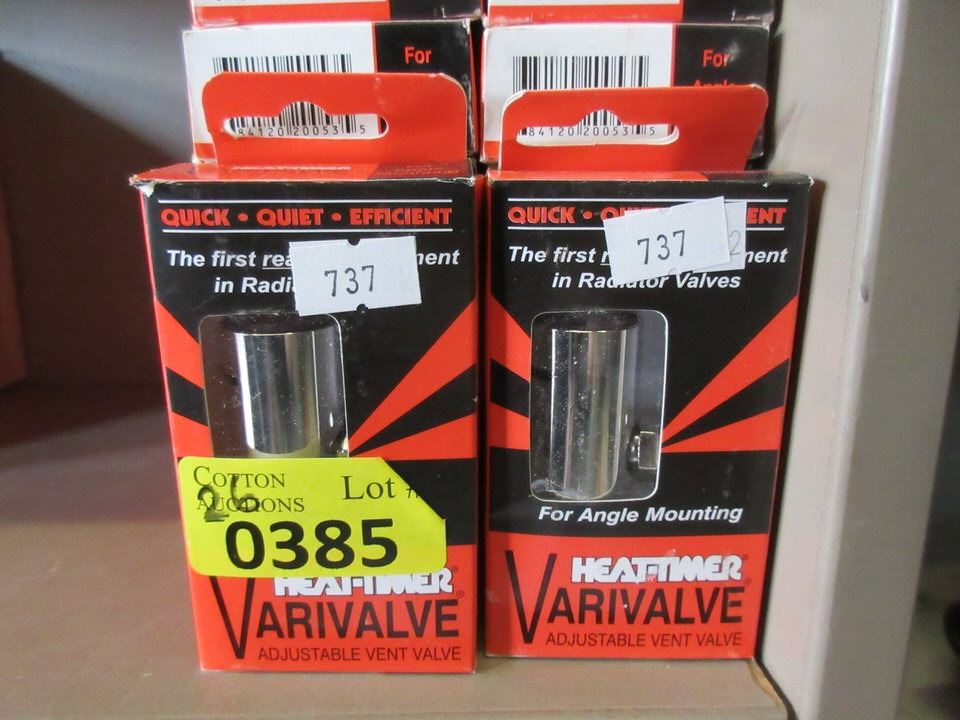 For
For
84120 20053 5
84120 20053 5
QUICK • QUIET • EFFICIENT
The first
in
737
COTTON
AUCTIONS
26
Lot
0385
HEAT-TIMER®
VARIVALVE®
ADJUSTABLE VENT VALVE
QUICK •
The first
in Radiator Valves
737
2
For Angle Mounting
HEAT-TIMER®
VARIVALVE®
ADJUSTABLE VENT VALVE